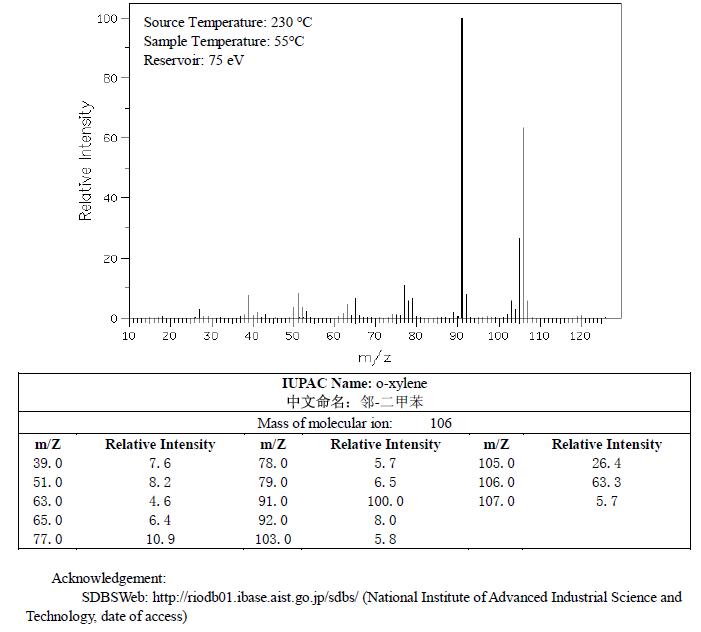 Source Temperature: 230 °C
Sample Temperature: 55°C
Reservoir: 75 eV
100
80
60
40
20
0
Relative Intensity
10 20 30 40 50 60 70 80 90 100 110 120
m/z
IUPAC Name: o-xylene
中文命名：邻-二甲苯
Mass of molecular ion: 106
m/Z Relative Intensity m/Z Relative Intensity m/Z Relative Intensity
39.0 7.6 78.0 5.7 105.0 26.4
51.0 8.2 79.0 6.5 106.0 63.3
63.0 4.6 91.0 100.0 107.0 5.7
65.0 6.4 92.0 8.0
77.0 10.9 103.0 5.8
Acknowledgement:
SDBSWeb: http://riodb01.ibase.aist.go.jp/sdbs/ (National Institute of Advanced Industrial Science and
Technology, date of access)